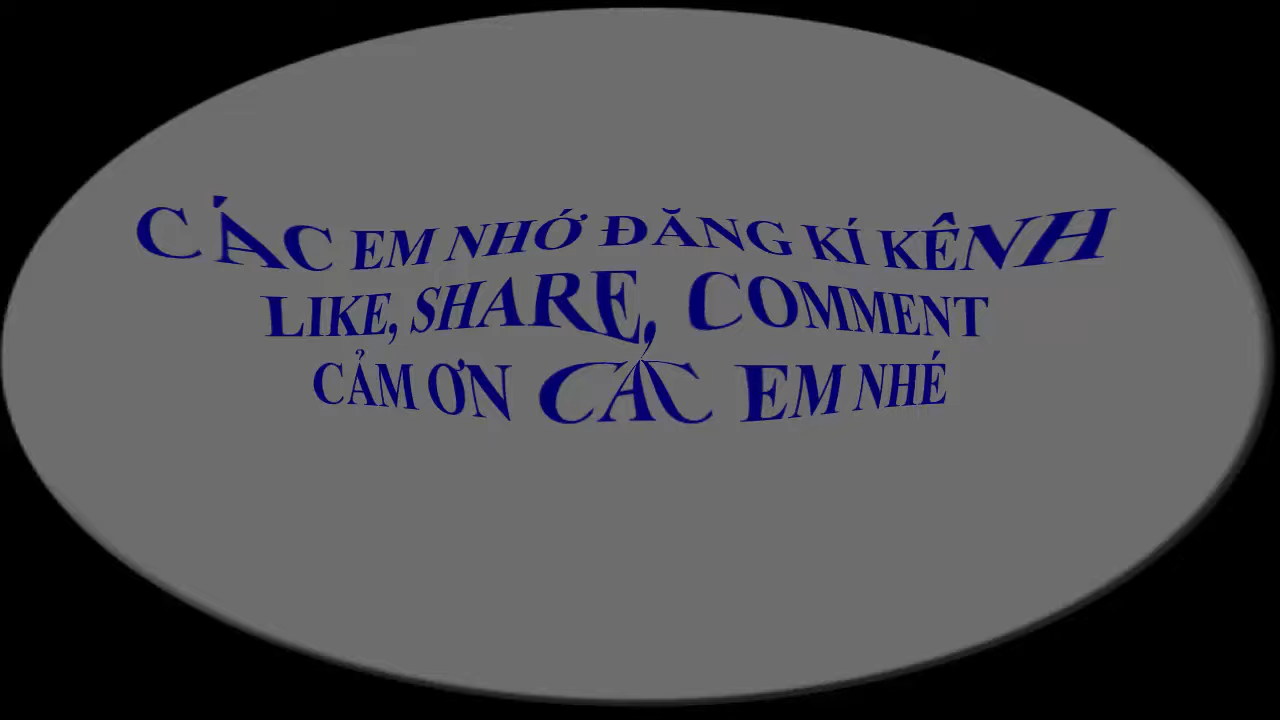 CÁC EM NHỚ ĐĂNG KÍ KÊNH
LIKE, SHARE, COMMENT
CẢM ƠN CÁC EM NHÉ